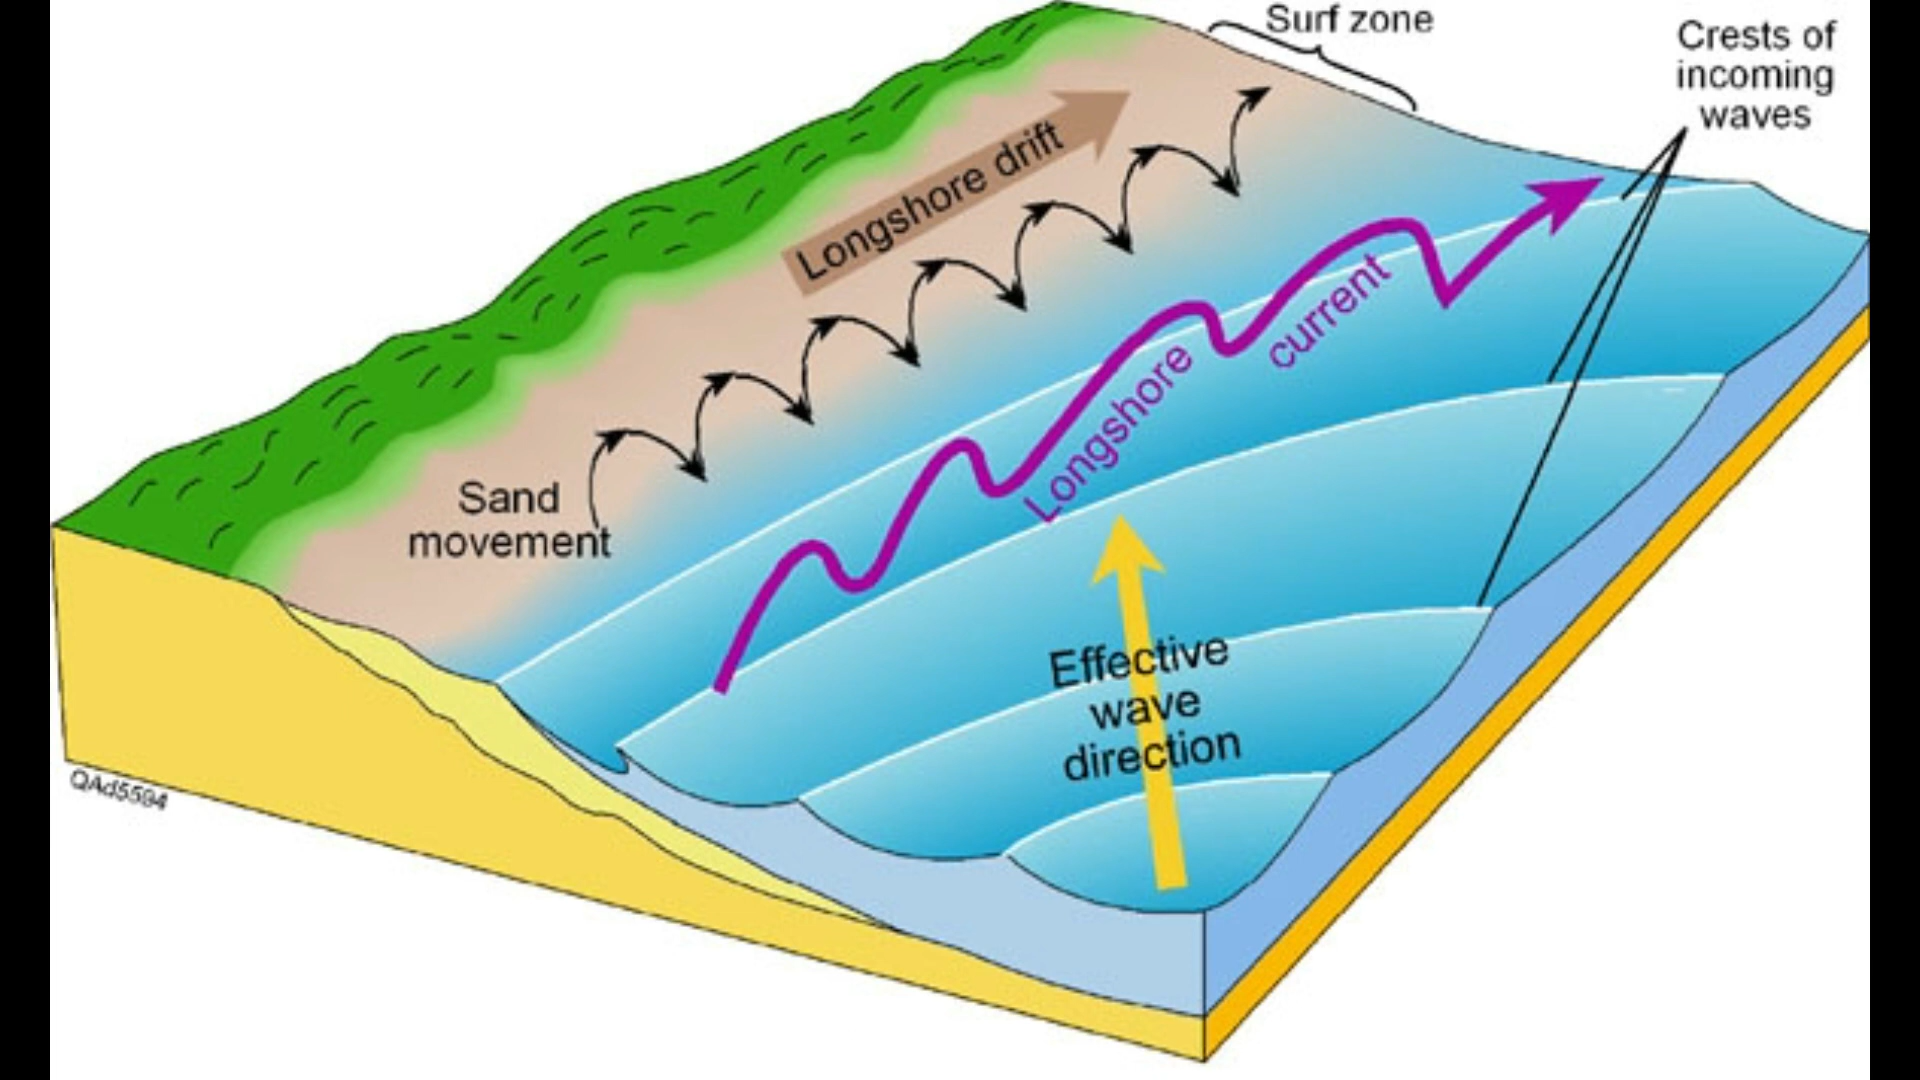 Surf zone
Crests of
incoming
waves
Longshore drift
Longshore
current
Sand
movement
Effective
wave
direction
QAd5594